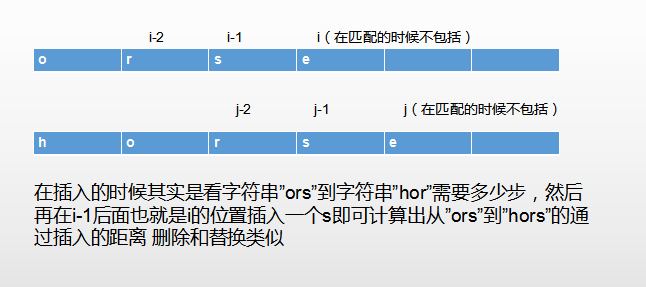 i-2 i-1 i（在匹配的时候不包括）
o r s e
j-2 j-1 j（在匹配的时候不包括）
h o r s e
在插入的时候其实是看字符串”ors”到字符串”hor”需要多少步，然后
再在i-1后面也就是i的位置插入一个s即可计算出从”ors”到”hors”的通
过插入的距离 删除和替换类似